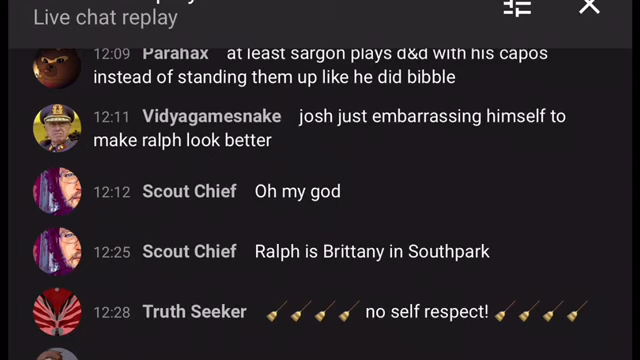 Live chat replay
12:09 Parahax at least sargon plays d&d with his capos
instead of standing them up like he did bibble
12:11 Vidyagamesnake josh just embarrassing himself to
make ralph look better
12:12 Scout Chief Oh my god
12:25 Scout Chief Ralph is Brittany in Southpark
12:28 Truth Seeker 🧹🧹🧹🧹 no self respect! 🧹🧹🧹🧹